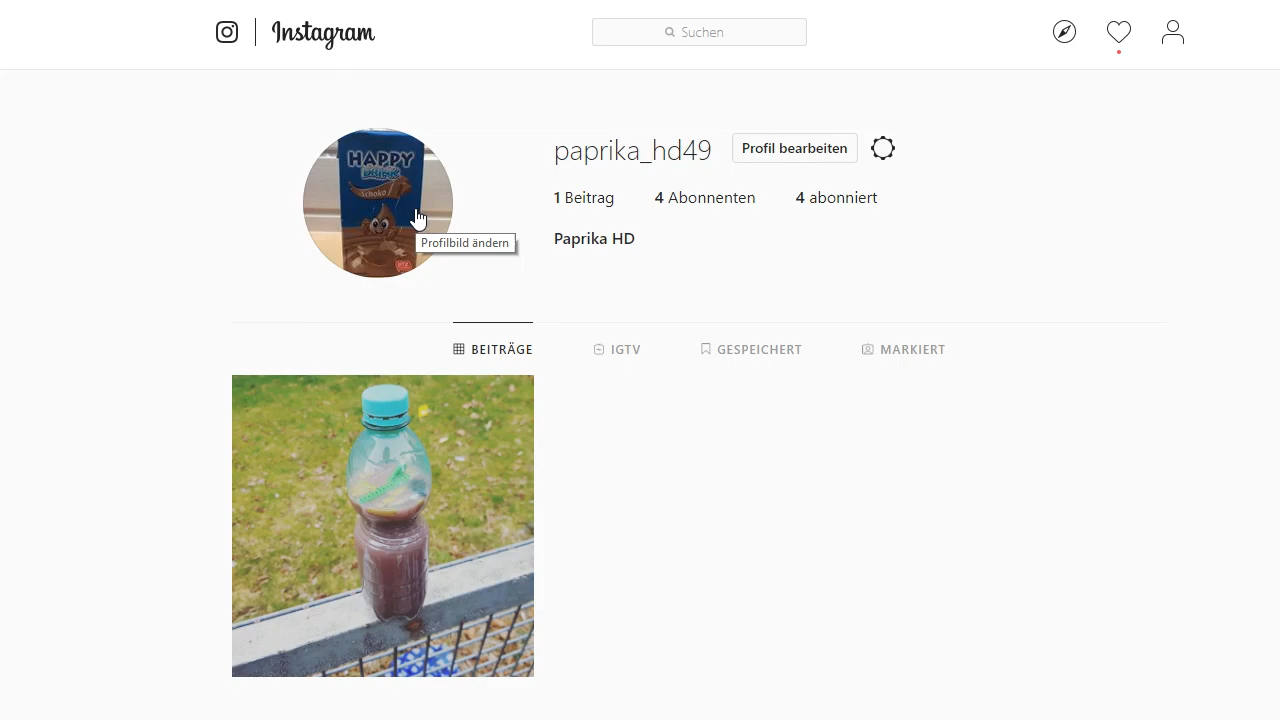 Instagram
Suchen
paprika_hd49
Profil bearbeiten
1 Beitrag 4 Abonnenten 4 abonniert
Paprika HD
HAPPY
Schoko
Profilbild ändern
BEITRÄGE IGTV GESPEICHERT MARKIERT